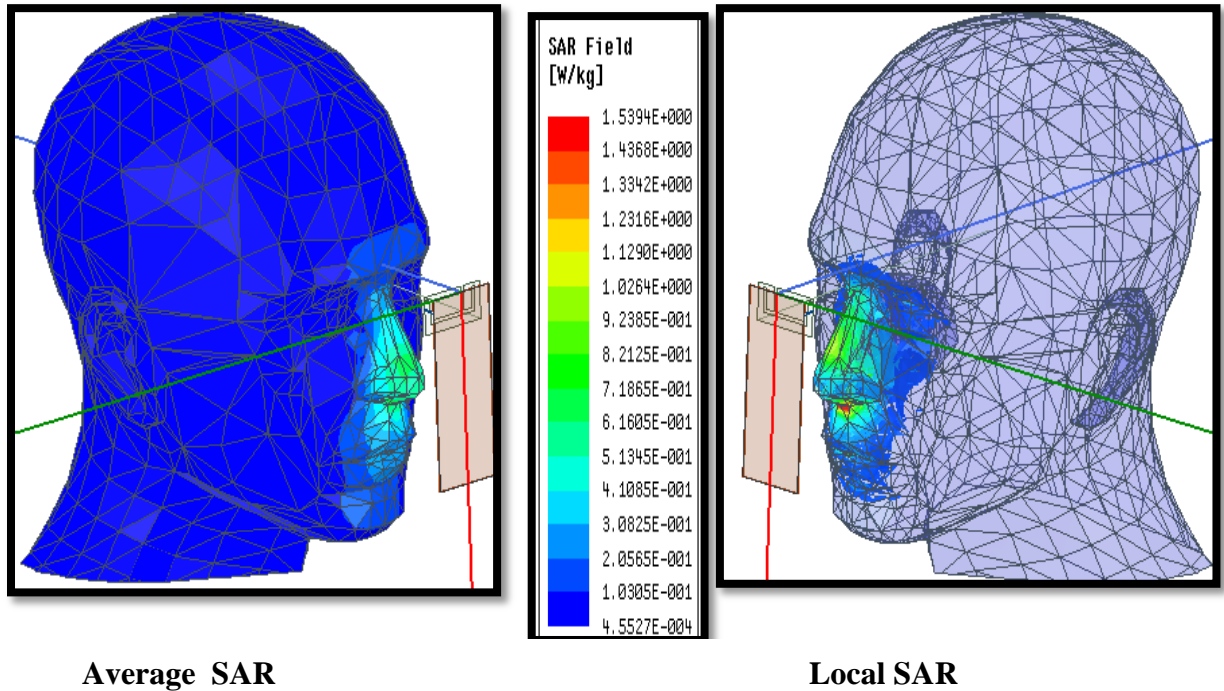 SAR Field
[W/kg]
1.5394E+000
1.4368E+000
1.3342E+000
1.2316E+000
1.1290E+000
1.0264E+000
9.2385E-001
8.2125E-001
7.1865E-001
6.1605E-001
5.1345E-001
4.1085E-001
3.0825E-001
2.0565E-001
1.0305E-001
4.5527E-004
Average SAR
Local SAR